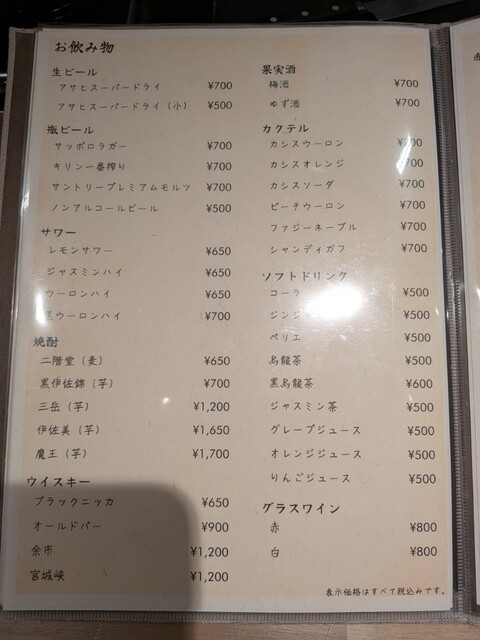 お飲み物
生ビール
アサヒスーパードライ ¥700
アサヒスーパードライ（小） ¥500
瓶ビール
サッポロラガー ¥700
キリン一番搾り ¥700
サントリープレミアムモルツ ¥700
ノンアルコールビール ¥500
サワー
レモンサワー ¥650
ジャスミンハイ ¥650
ウーロンハイ ¥650
黒ウーロンハイ ¥700
焼酎
二階堂（麦） ¥650
黒伊佐錦（芋） ¥700
三岳（芋） ¥1,200
伊佐美（芋） ¥1,650
魔王（芋） ¥1,700
ウイスキー
ブラックニッカ ¥650
オールドパー ¥900
余市 ¥1,200
宮城峡 ¥1,200
果実酒
梅酒 ¥700
ゆず酒 ¥700
カクテル
カシスウーロン ¥700
カシスオレンジ ¥700
カシスソーダ ¥700
ピーチウーロン ¥700
ファジーネーブル ¥700
シャンディガフ ¥700
ソフトドリンク
コーラ ¥500
¥500
ペリエ ¥500
烏龍茶 ¥500
黒烏龍茶 ¥600
ジャスミン茶 ¥500
グレープジュース ¥500
オレンジジュース ¥500
りんごジュース ¥500
グラスワイン
赤 ¥800
白 ¥800
表示価格はすべて税込みです。